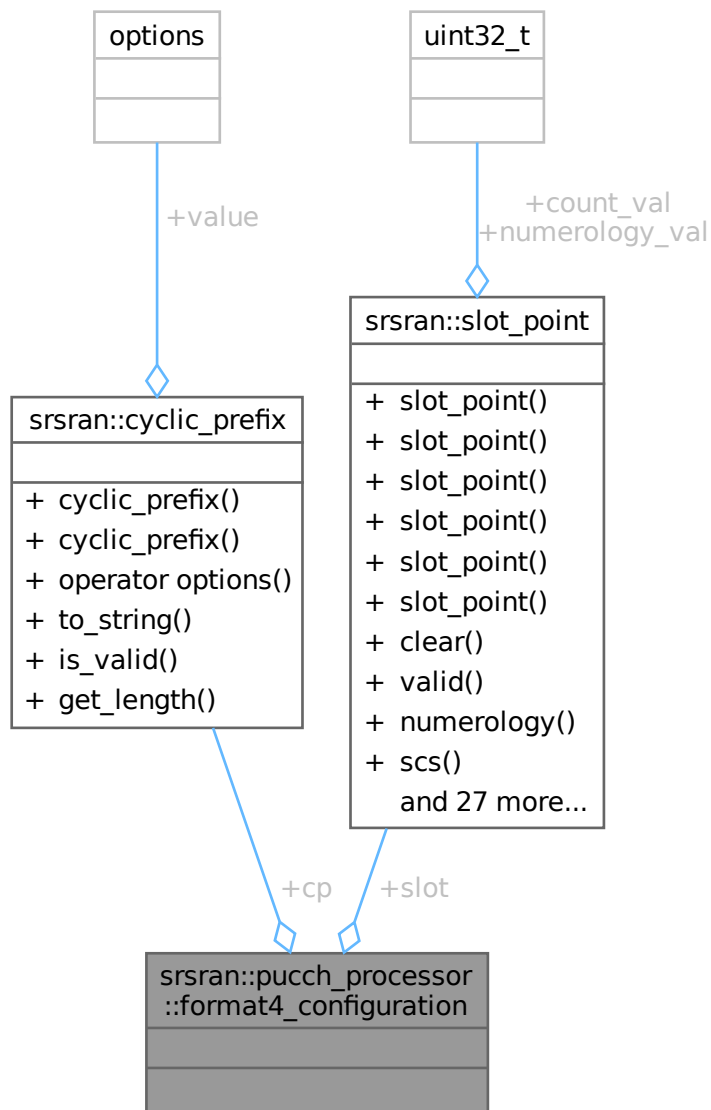 options
uint32_t
+value
+count_val
+numerology_val
srsran::cyclic_prefix
+ cyclic_prefix()
+ cyclic_prefix()
+ operator options()
+ to_string()
+ is_valid()
+ get_length()
srsran::slot_point
+ slot_point()
+ slot_point()
+ slot_point()
+ slot_point()
+ slot_point()
+ slot_point()
+ clear()
+ valid()
+ numerology()
+ scs()
and 27 more...
+cp
+slot
srsran::pucch_processor
::format4_configuration